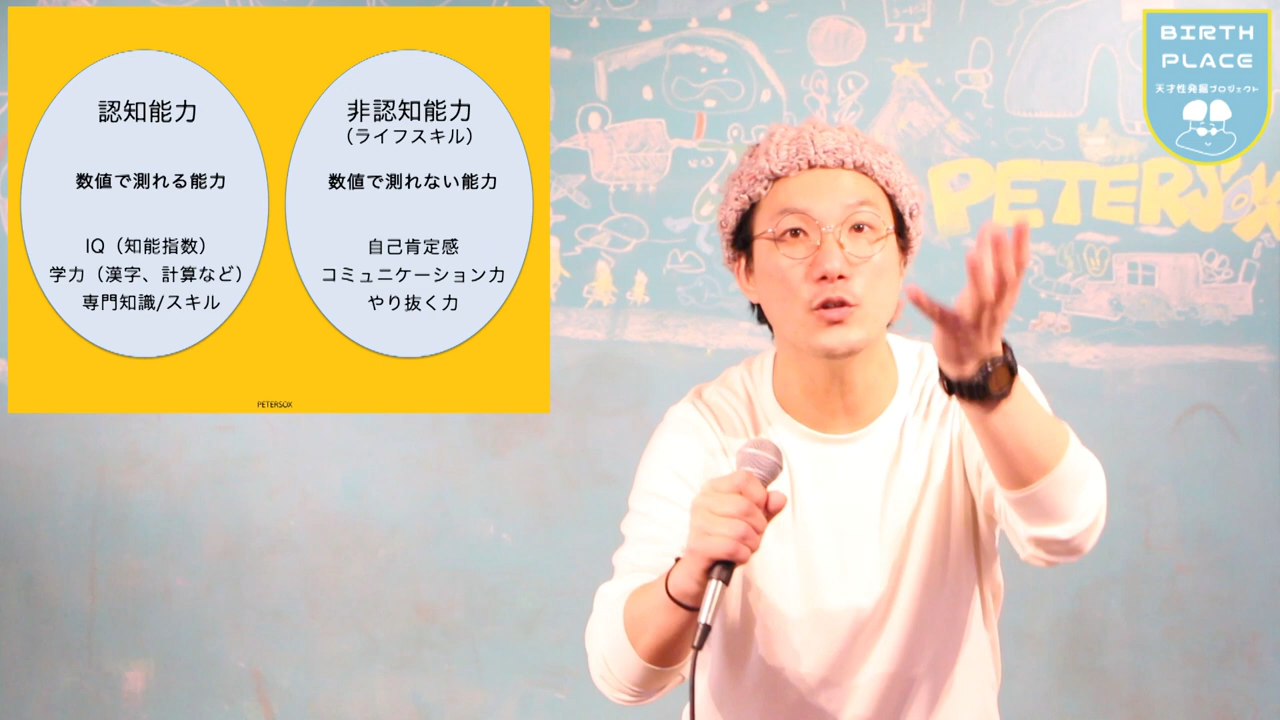 認知能力
数値で測れる能力
IQ（知能指数）
学力（漢字、計算など）
専門知識/スキル
非認知能力
（ライフスキル）
数値で測れない能力
自己肯定感
コミュニケーション力
やり抜く力
PETERSOX
BIRTH
PLACE
天才性発掘プロジェクト
PETERSOX